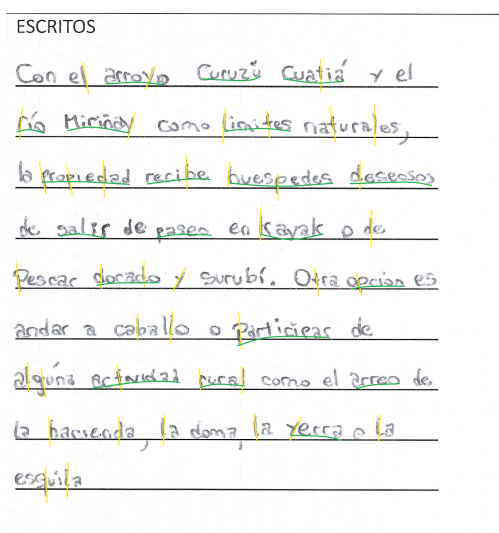 ESCRITOS
Con el arroyo Curuzú Cuatiá y el
río Miriñay como limites naturales,
la propiedad recibe huespedes deseosos
de salir de paseo en kayak o de
Pescar dorado y surubí. Otra opcion es
andar a caballo o participar de
alguna actividad rural como el arreo de
la hacienda, la doma, la yerra o la
esquila